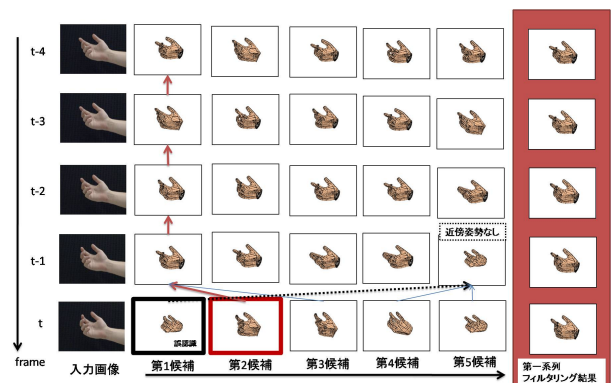 t-4
t-3
t-2
近傍姿勢なし
t-1
t
誤認識
frame
入力画像
第1候補
第2候補
第3候補
第4候補
第5候補
第一系列
フィルタリング結果